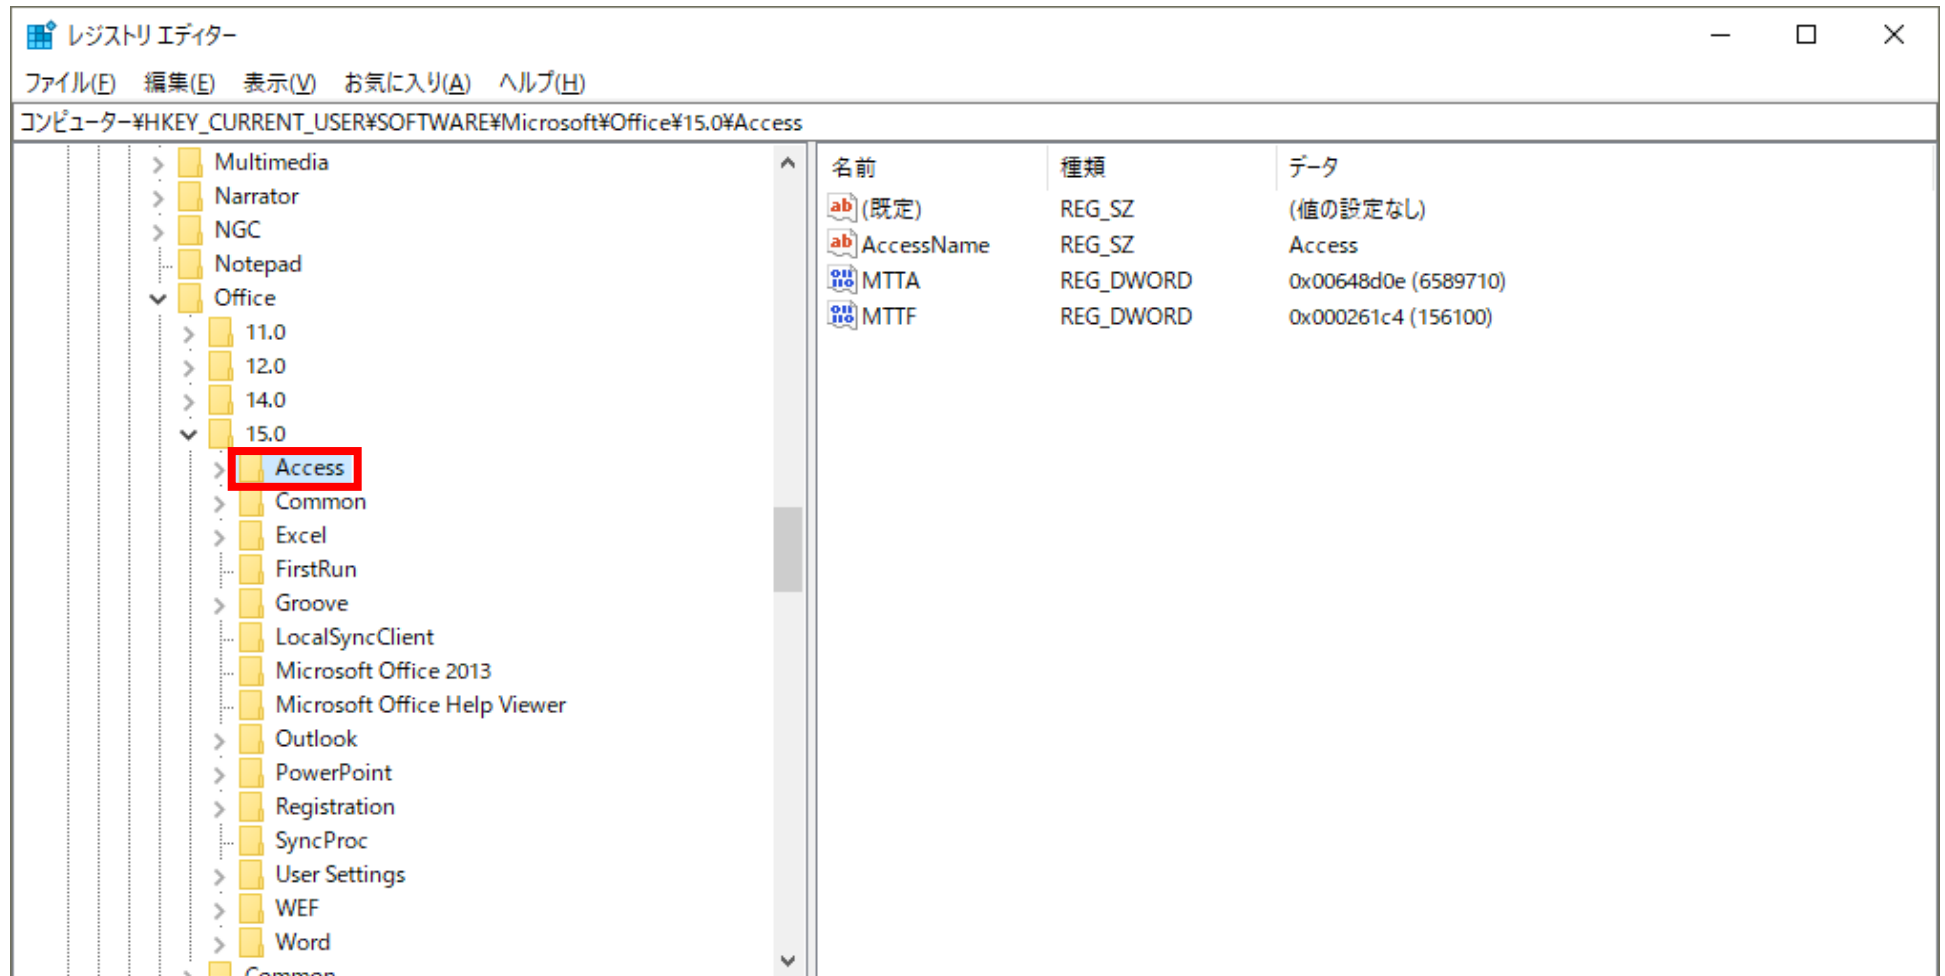 レジストリ エディター
ファイル(F) 編集(E) 表示(V) お気に入り(A) ヘルプ(H)
コンピューター¥HKEY_CURRENT_USER¥SOFTWARE¥Microsoft¥Office¥15.0¥Access
Multimedia
Narrator
NGC
Notepad
Office
11.0
12.0
14.0
15.0
Access
Common
Excel
FirstRun
Groove
LocalSyncClient
Microsoft Office 2013
Microsoft Office Help Viewer
Outlook
PowerPoint
Registration
SyncProc
User Settings
WEF
Word
Common
名前 種類 データ
(既定) REG_SZ (値の設定なし)
AccessName REG_SZ Access
MTTA REG_DWORD 0x00648d0e (6589710)
MTTF REG_DWORD 0x000261c4 (156100)